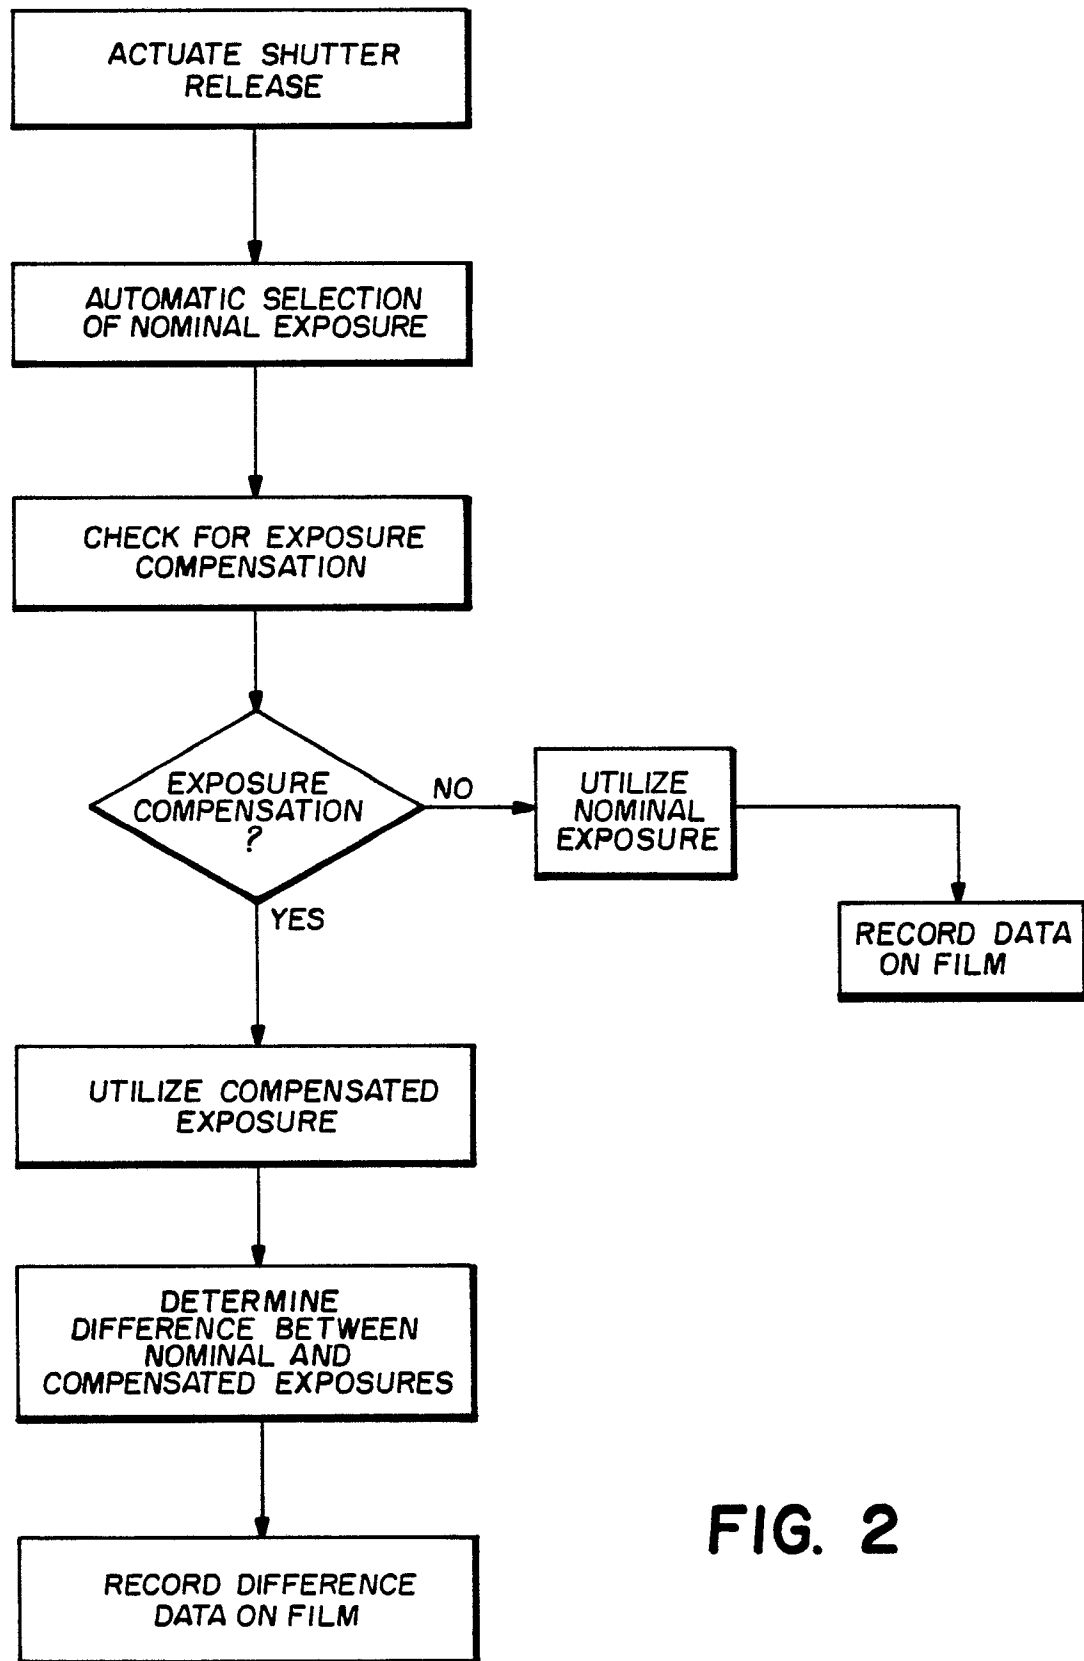 ACTUATE SHUTTER
RELEASE
AUTOMATIC SELECTION
OF NOMINAL EXPOSURE
CHECK FOR EXPOSURE
COMPENSATION
EXPOSURE
COMPENSATION
?
NO
UTILIZE
NOMINAL
EXPOSURE
RECORD DATA
ON FILM
YES
UTILIZE COMPENSATED
EXPOSURE
DETERMINE
DIFFERENCE BETWEEN
NOMINAL AND
COMPENSATED EXPOSURES
RECORD DIFFERENCE
DATA ON FILM
FIG. 2